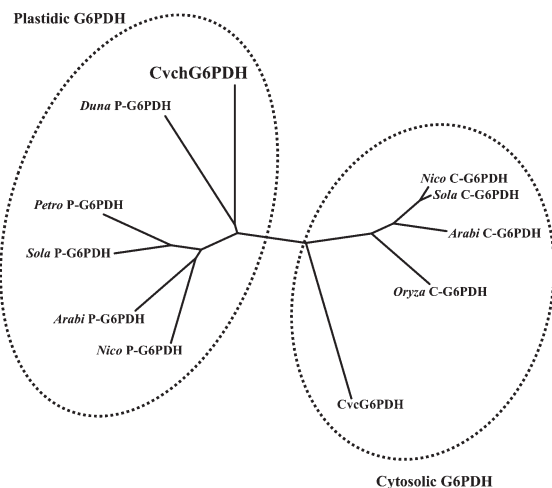 Plastidic G6PDH
CvchG6PDH
Duna P-G6PDH
Petro P-G6PDH
Sola P-G6PDH
Arabi P-G6PDH
Nico P-G6PDH
Nico C-G6PDH
Sola C-G6PDH
Arabi C-G6PDH
Oryza C-G6PDH
CvcG6PDH
Cytosolic G6PDH